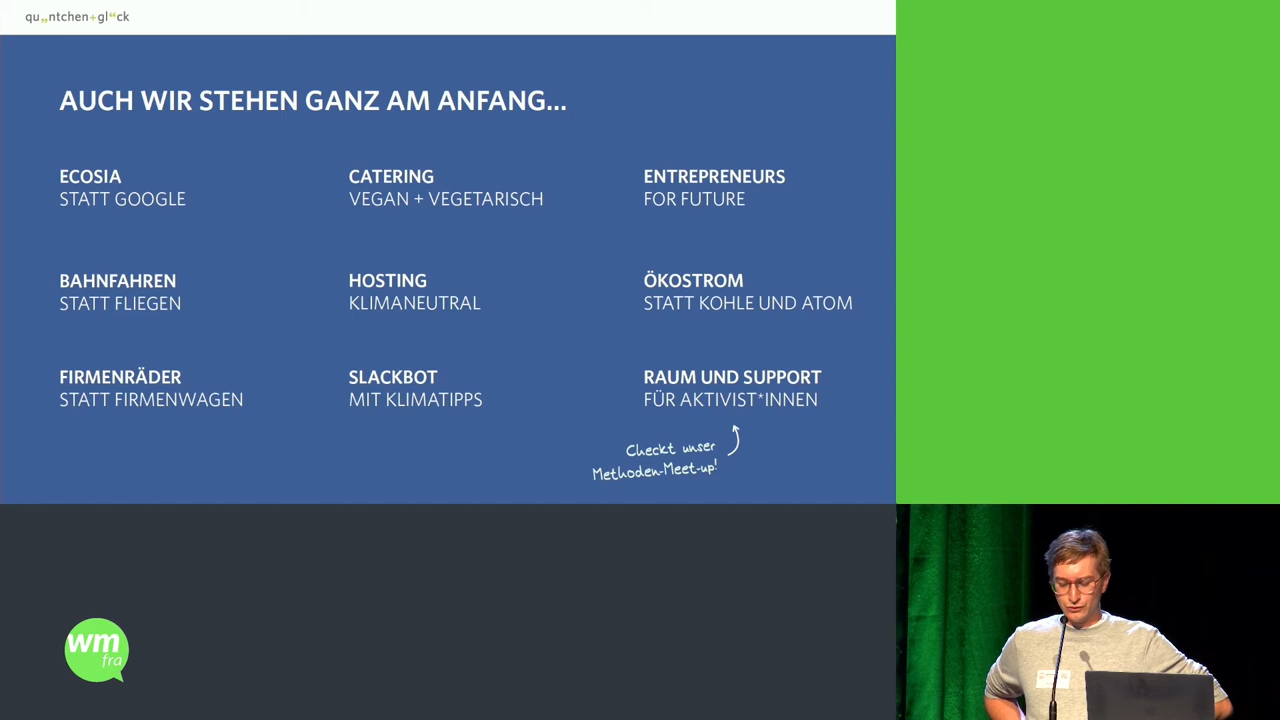 qu„ntchen+gl“ck
AUCH WIR STEHEN GANZ AM ANFANG...
ECOSIA
STATT GOOGLE
CATERING
VEGAN + VEGETARISCH
ENTREPRENEURS
FOR FUTURE
BAHNFAHREN
STATT FLIEGEN
HOSTING
KLIMANEUTRAL
ÖKOSTROM
STATT KOHLE UND ATOM
FIRMENRÄDER
STATT FIRMENWAGEN
SLACKBOT
MIT KLIMATIPPS
RAUM UND SUPPORT
FÜR AKTIVIST*INNEN
Checkt unser
Methoden-Meet-up!
wm
fra